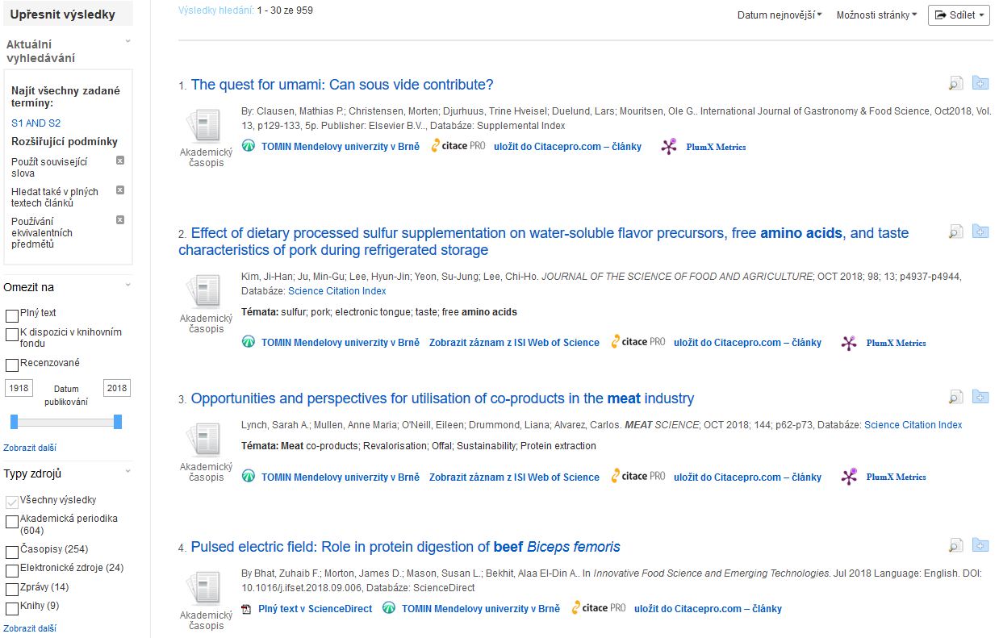 Upřesnit výsledky
Aktuální
vyhledávání
Najít všechny zadané
termíny:
S1 AND S2
Rozšiřující podmínky
Použít související
slova
Hledat také v plných
textech článků
Používání
ekvivalentních
předmětů
Omezit na
Plný text
K dispozici v knihovním
fondu
Recenzované
1918 Datum 2018
publikování
Zobrazit další
Typy zdrojů
Všechny výsledky
Akademická periodika
(604)
Časopisy (254)
Elektronické zdroje (24)
Zprávy (14)
Knihy (9)
Zobrazit další
Výsledky hledání: 1 - 30 ze 959
Datum nejnovější Možnosti stránky Sdílet
1. The quest for umami: Can sous vide contribute?
By: Clausen, Mathias P.; Christensen, Morten; Djurhuus, Trine Hveisel; Duelund, Lars; Mouritsen, Ole G.. International Journal of Gastronomy & Food Science, Oct2018, Vol.
13, p129-133, 5p. Publisher: Elsevier B.V.., Databáze: Supplemental Index
Akademický
časopis
TOMIN Mendelovy univerzity v Brně citace PRO uložit do Citacepro.com – články PlumX Metrics
2. Effect of dietary processed sulfur supplementation on water-soluble flavor precursors, free amino acids, and taste
characteristics of pork during refrigerated storage
Kim, Ji-Han; Ju, Min-Gu; Lee, Hyun-Jin; Yeon, Su-Jung; Lee, Chi-Ho. JOURNAL OF THE SCIENCE OF FOOD AND AGRICULTURE; OCT 2018; 98; 13; p4937-p4944,
Databáze: Science Citation Index
Témata: sulfur; pork; electronic tongue; taste; free amino acids
Akademický
časopis
TOMIN Mendelovy univerzity v Brně Zobrazit záznam z ISI Web of Science citace PRO uložit do Citacepro.com – články PlumX Metrics
3. Opportunities and perspectives for utilisation of co-products in the meat industry
Lynch, Sarah A.; Mullen, Anne Maria; O'Neill, Eileen; Drummond, Liana; Alvarez, Carlos. MEAT SCIENCE; OCT 2018; 144; p62-p73, Databáze: Science Citation Index
Témata: Meat co-products; Revalorisation; Offal; Sustainability; Protein extraction
Akademický
časopis
TOMIN Mendelovy univerzity v Brně Zobrazit záznam z ISI Web of Science citace PRO uložit do Citacepro.com – články PlumX Metrics
4. Pulsed electric field: Role in protein digestion of beef Biceps femoris
By Bhat, Zuhaib F.; Morton, James D.; Mason, Susan L.; Bekhit, Alaa El-Din A.. In Innovative Food Science and Emerging Technologies. Jul 2018 Language: English. DOI:
10.1016/j.ifset.2018.09.006, Databáze: ScienceDirect
Plný text v ScienceDirect TOMIN Mendelovy univerzity v Brně citace PRO uložit do Citacepro.com – články
Akademický
časopis